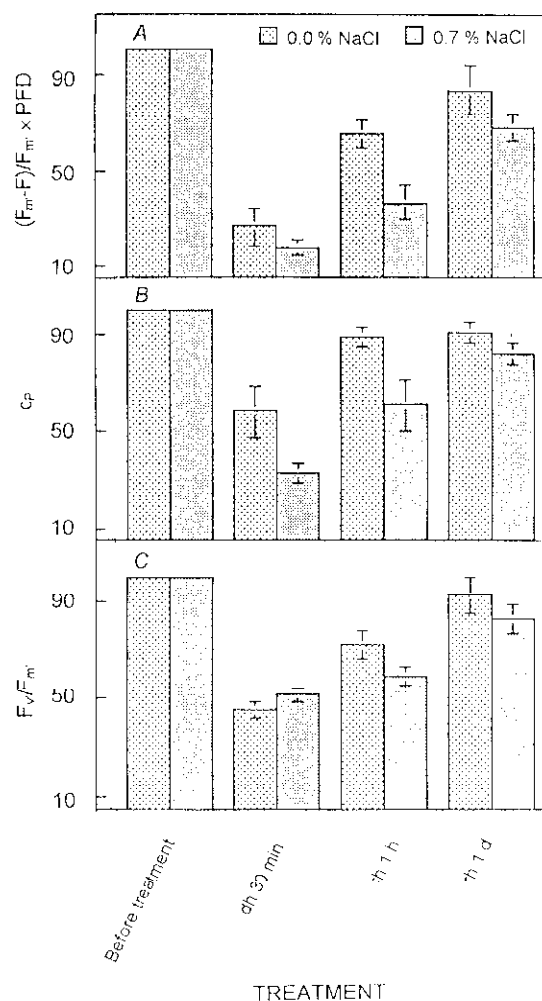 A
0.0 % NaCl
0.7 % NaCl
90
50
10
(Fm'-F)/Fm' x PFD
B
90
50
10
cP
C
90
50
10
Fv/Fm'
Before treatment
dh 30 min
rh 1 h
rh 1 d
TREATMENT